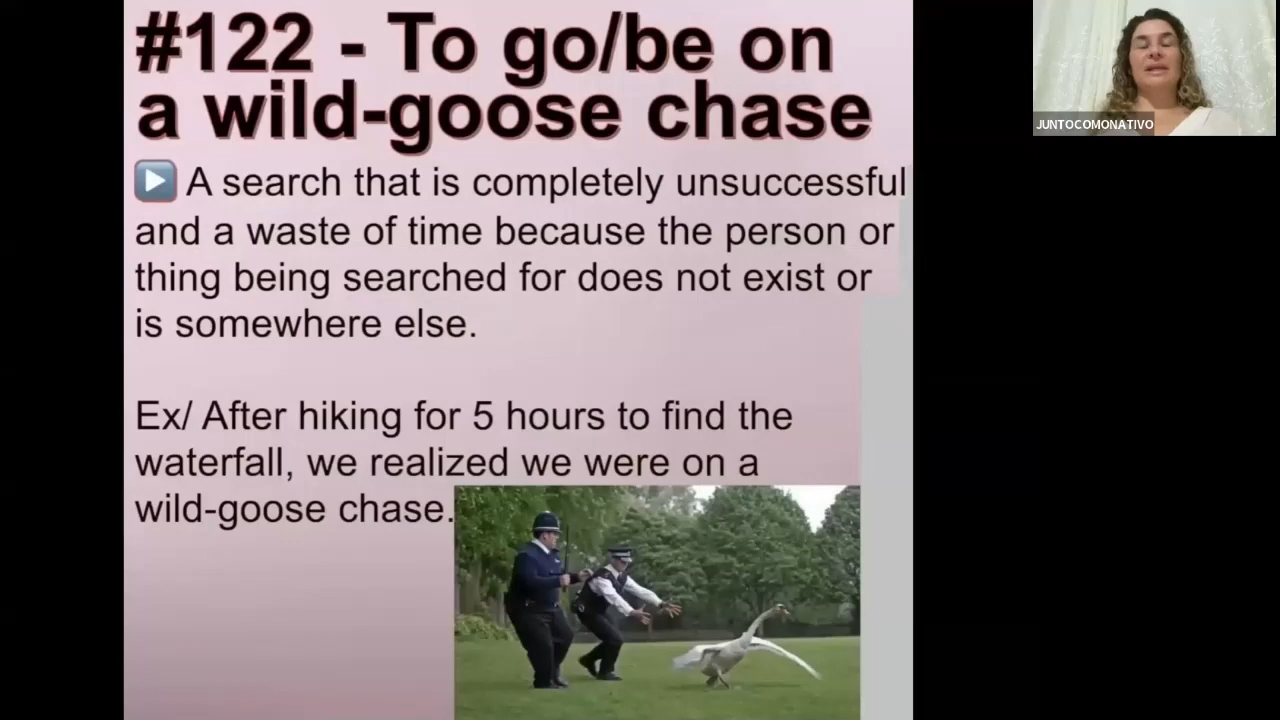 #122 - To go/be on
a wild-goose chase
A search that is completely unsuccessful
and a waste of time because the person or
thing being searched for does not exist or
is somewhere else.
Ex/ After hiking for 5 hours to find the
waterfall, we realized we were on a
wild-goose chase.
JUNTOCOMONATIVO